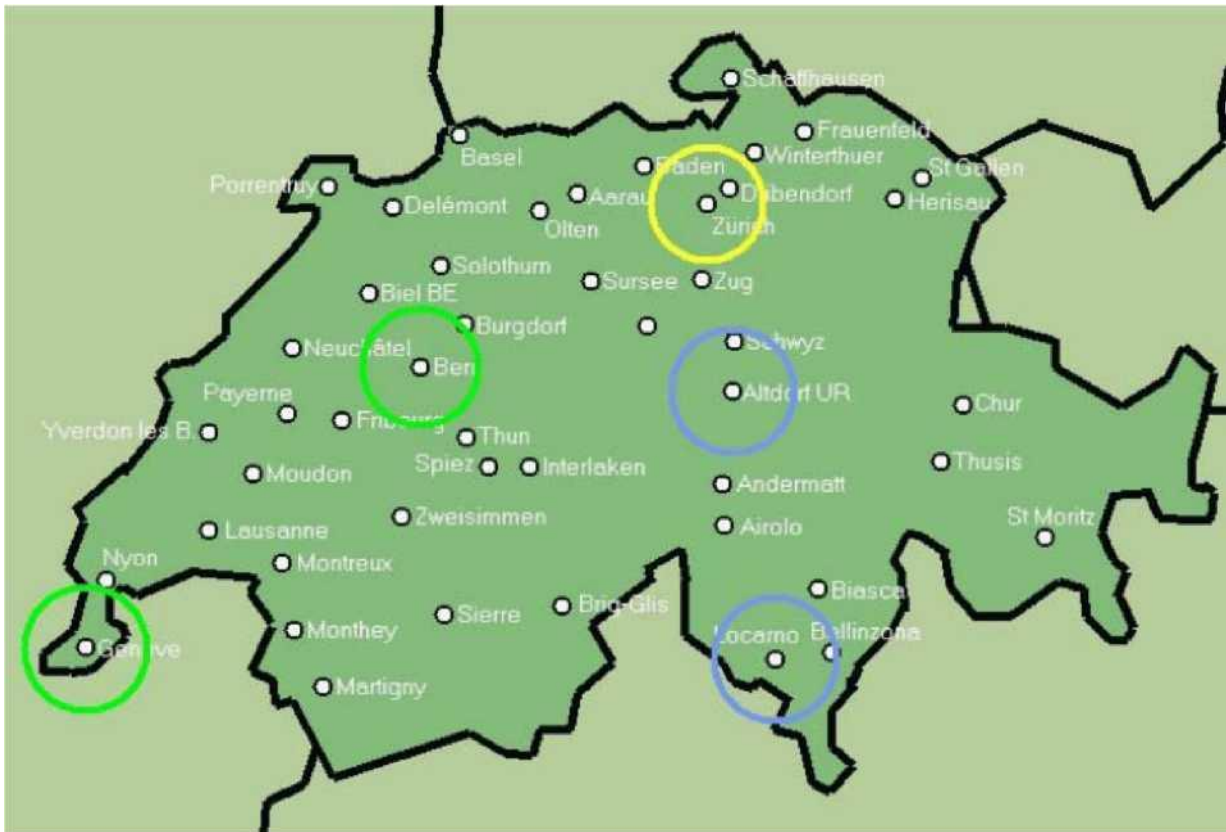 Schaffhausen
Frauenfeld
Basel
Winterthuer
Baden
St Gallen
Porrentruy
Dübendorf
Aarau
Herisau
Delémont
Olten
Zürich
Solothurn
Sursee
Zug
Biel BE
Burgdorf
Schwyz
Neuchâtel
Bern
Altdorf UR
Payerne
Chur
Fribourg
Yverdon les B.
Thun
Thusis
Spiez
Interlaken
Moudon
Andermatt
Zweisimmen
St Moritz
Airolo
Lausanne
Nyon
Montreux
Biasca
Brig-Glis
Sierre
Monthey
Locarno
Bellinzona
Genève
Martigny